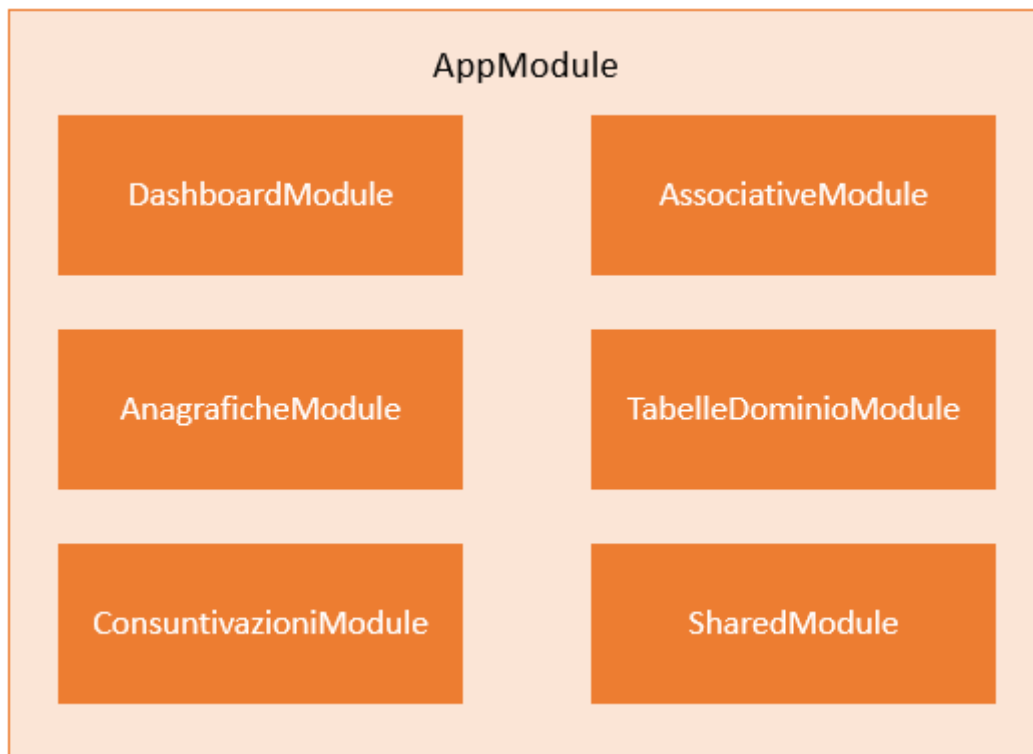 AppModule
DashboardModule
AssociativeModule
AnagraficheModule
TabelleDominioModule
ConsuntivazioniModule
SharedModule